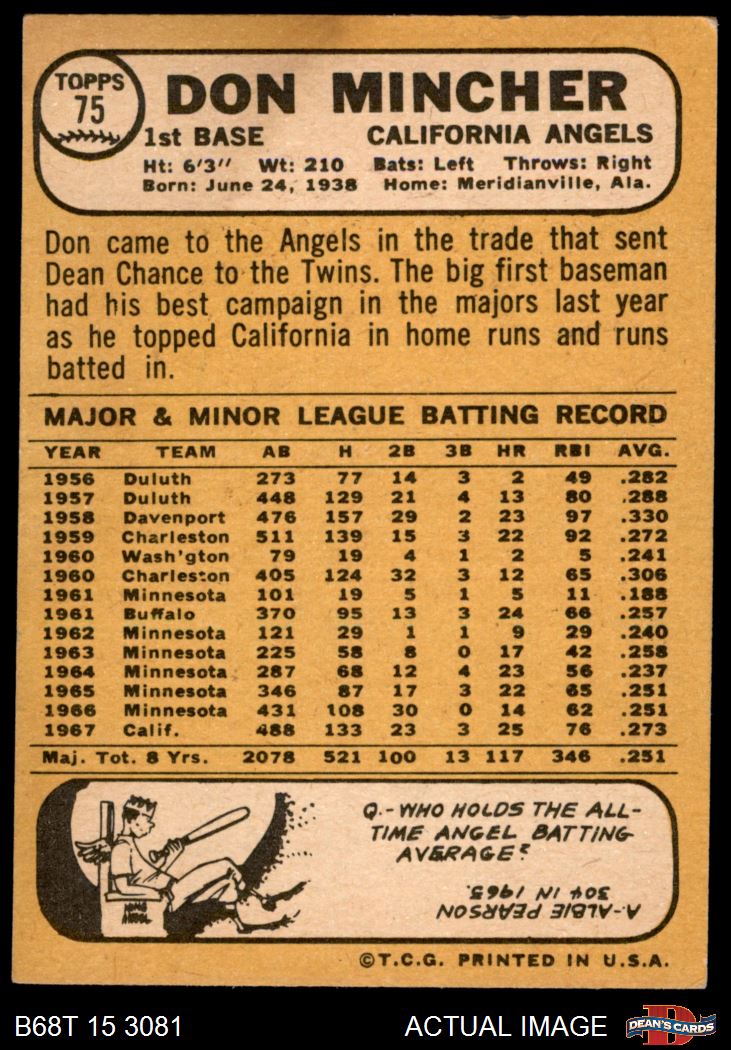 TOPPS
75
DON MINCHER
1st BASE CALIFORNIA ANGELS
Ht: 6'3" Wt: 210 Bats: Left Throws: Right
Born: June 24, 1938 Home: Meridianville, Ala.
Don came to the Angels in the trade that sent
Dean Chance to the Twins. The big first baseman
had his best campaign in the majors last year
as he topped California in home runs and runs
batted in.
MAJOR & MINOR LEAGUE BATTING RECORD
YEAR TEAM AB H 2B 3B HR RBI AVG.
1956 Duluth 273 77 14 3 2 49 .282
1957 Duluth 448 129 21 4 13 80 .288
1958 Davenport 476 157 29 2 23 97 .330
1959 Charleston 511 139 15 3 22 92 .272
1960 Wash'gton 79 19 4 1 2 5 .241
1960 Charleston 405 124 32 3 12 65 .306
1961 Minnesota 101 19 5 1 5 11 .188
1961 Buffalo 370 95 13 3 24 66 .257
1962 Minnesota 121 29 1 1 9 29 .240
1963 Minnesota 225 58 8 0 17 42 .258
1964 Minnesota 287 68 12 4 23 56 .237
1965 Minnesota 346 87 17 3 22 65 .251
1966 Minnesota 431 108 30 0 14 62 .251
1967 Calif. 488 133 23 3 25 76 .273
Maj. Tot. 8 Yrs. 2078 521 100 13 117 346 .251
Q.-WHO HOLDS THE ALL-
TIME ANGEL BATTING
AVERAGE?
A-ALBIE PEARSON
304 IN 1965.
©T.C.G. PRINTED IN U.S.A.
B68T 15 3081 ACTUAL IMAGE
D
DEAN'S CARDS